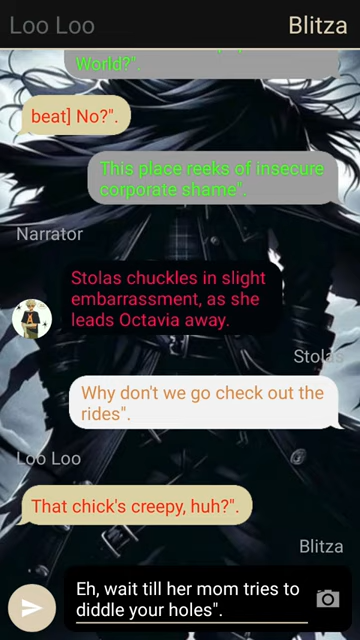 Loo Loo
Blitza
World?".
beat] No?".
This place reeks of insecure
corporate shame".
Narrator
Stolas chuckles in slight
embarrassment, as she
leads Octavia away.
Stolas
Why don't we go check out the
rides".
Loo Loo
That chick's creepy, huh?".
Blitza
Eh, wait till her mom tries to
diddle your holes".